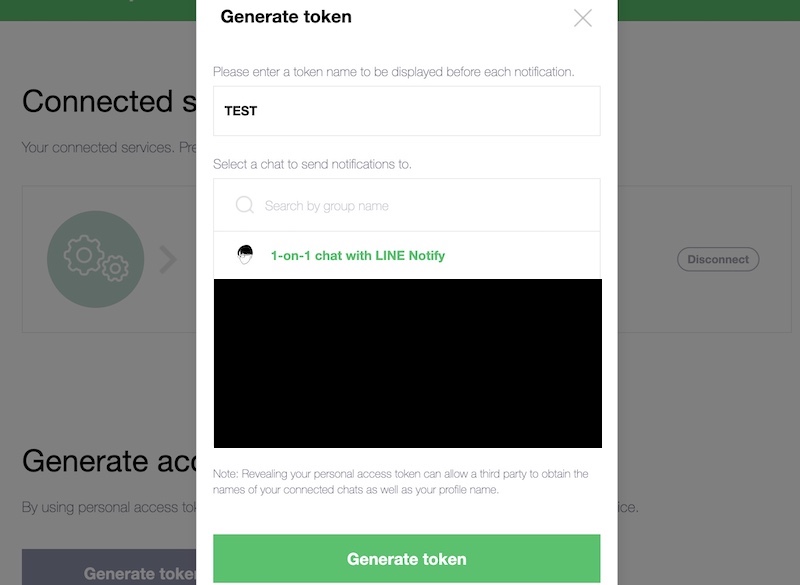 Generate token
Please enter a token name to be displayed before each notification.
TEST
Select a chat to send notifications to.
Search by group name
1-on-1 chat with LINE Notify
Note: Revealing your personal access token can allow a third party to obtain the
names of your connected chats as well as your profile name.
Generate token
Connected s
Your connected services. Pre
Disconnect
Generate acc
By using personal access tok
ice.
Generate token